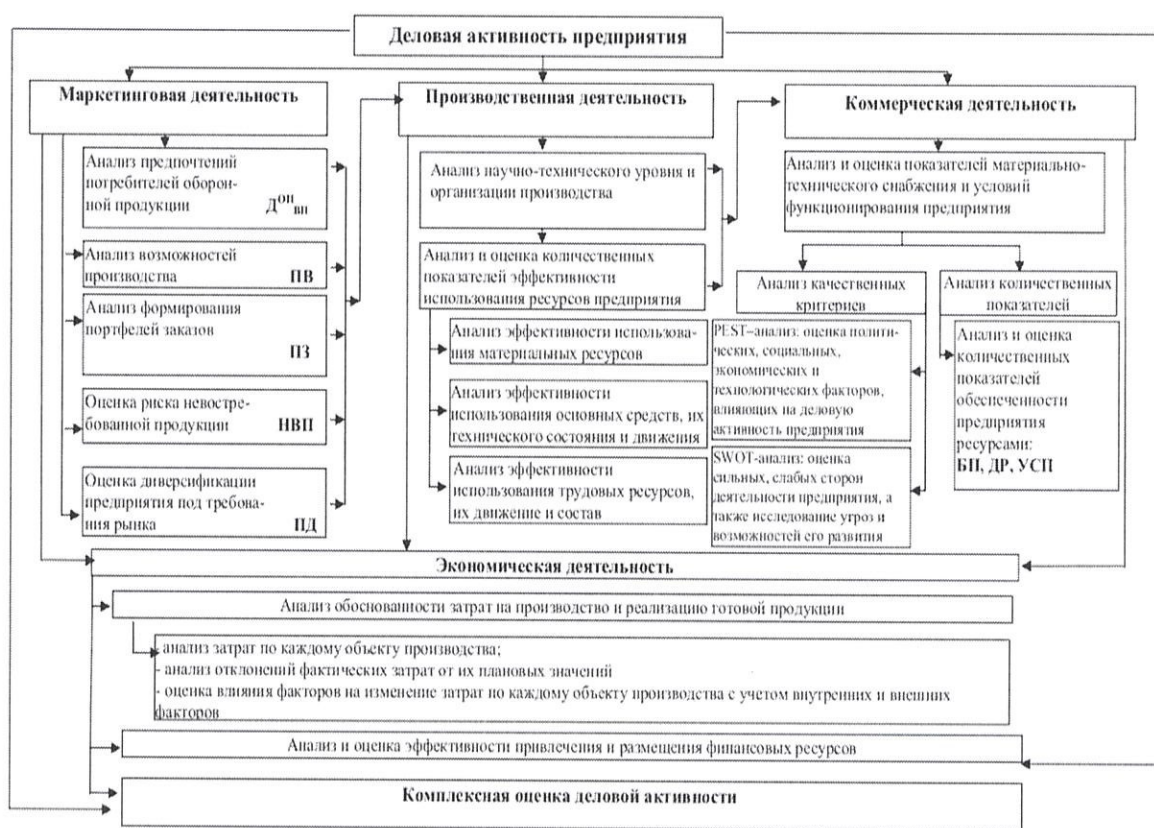 Деловая активность предприятия
Маркетинговая деятельность
Анализ предпочтений
потребителей оборон-
ной продукции Д^ОП_вп
Анализ возможностей
производства ПВ
Анализ формирования
портфелей заказов
ПЗ
Оценка риска невостре-
бованной продукции НВП
Оценка диверсификации
предприятия под требова-
ния рынка ПД
Производственная деятельность
Анализ научно-технического уровня и
организации производства
Анализ и оценка количественных
показателей эффективности
использования ресурсов предприятия
Анализ эффективности использова-
ния материальных ресурсов
Анализ эффективности
использования основных средств, их
технического состояния и движения
Анализ эффективности
использования трудовых ресурсов,
их движение и состав
Коммерческая деятельность
Анализ и оценка показателей материально-
технического снабжения и условий
функционирования предприятия
Анализ качественных
критериев
PEST–анализ: оценка полити-
ческих, социальных,
экономических и
технологических факторов,
влияющих на деловую
активность предприятия
SWOT-анализ: оценка
сильных, слабых сторон
деятельности предприятия, а
также исследование угроз и
возможностей его развития
Анализ количественных
показателей
Анализ и оценка
количественных
показателей
обеспеченности
предприятия
ресурсами:
БП, ДР, УСП
Экономическая деятельность
Анализ обоснованности затрат на производство и реализацию готовой продукции
- анализ затрат по каждому объекту производства;
- анализ отклонений фактических затрат от их плановых значений
- оценка влияния факторов на изменение затрат по каждому объекту производства с учетом внутренних и внешних
факторов
Анализ и оценка эффективности привлечения и размещения финансовых ресурсов
Комплексная оценка деловой активности